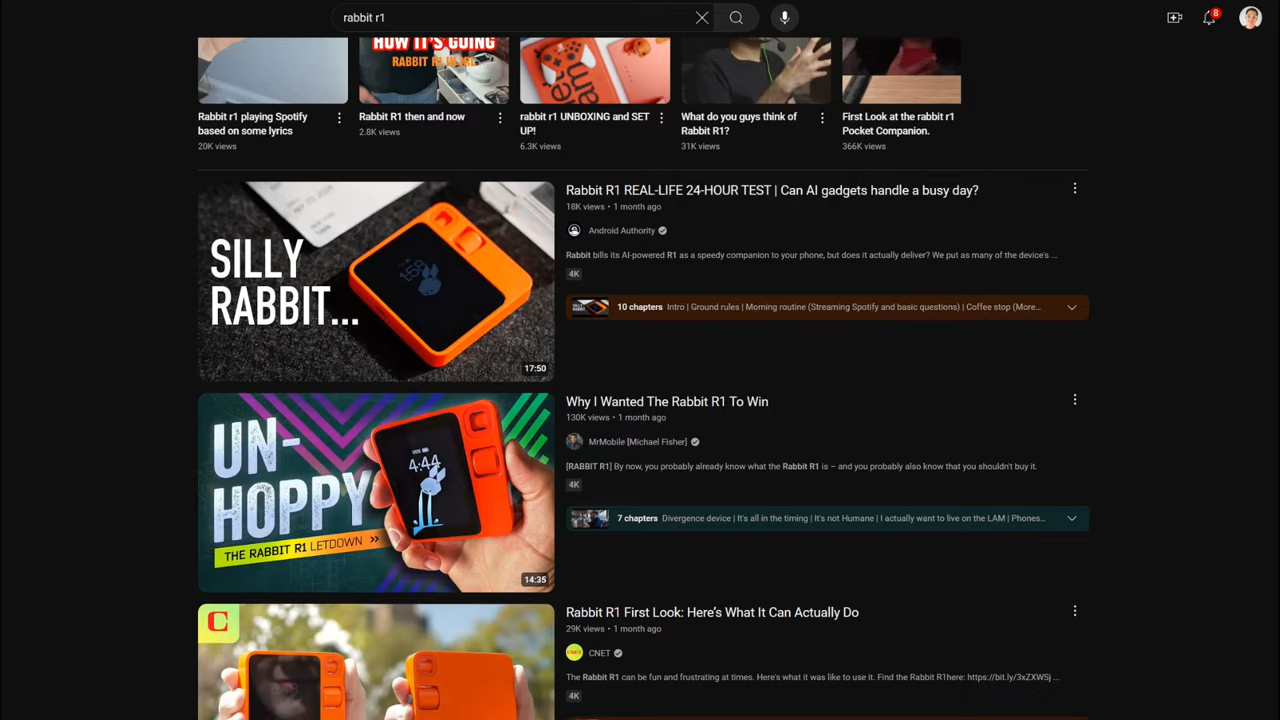 rabbit r1
8
HOW IT'S GOING
RABBIT R1 IN
Rabbit r1 playing Spotify
based on some lyrics
20K views
Rabbit R1 then and now
2.8K views
rabbit r1 UNBOXING and SET
UP!
6.3K views
What do you guys think of
Rabbit R1?
31K views
First Look at the rabbit r1
Pocket Companion.
366K views
SILLY
RABBIT...
17:50
Rabbit R1 REAL-LIFE 24-HOUR TEST | Can AI gadgets handle a busy day?
18K views • 1 month ago
Android Authority
Rabbit bills its AI-powered R1 as a speedy companion to your phone, but does it actually deliver? We put as many of the device's ...
4K
10 chapters Intro | Ground rules | Morning routine (Streaming Spotify and basic questions) | Coffee stop (More...
UN-
HOPPY
THE RABBIT R1 LETDOWN >>
4:44
14:35
Why I Wanted The Rabbit R1 To Win
130K views • 1 month ago
MrMobile [Michael Fisher]
[RABBIT R1] By now, you probably already know what the Rabbit R1 is – and you probably also know that you shouldn't buy it.
4K
7 chapters Divergence device | It's all in the timing | It's not Humane | I actually want to live on the LAM | Phones...
C
Rabbit R1 First Look: Here's What It Can Actually Do
29K views • 1 month ago
CNET
The Rabbit R1 can be fun and frustrating at times. Here's what it was like to use it. Find the Rabbit R1here: https://bit.ly/3xZXWSj ...
4K